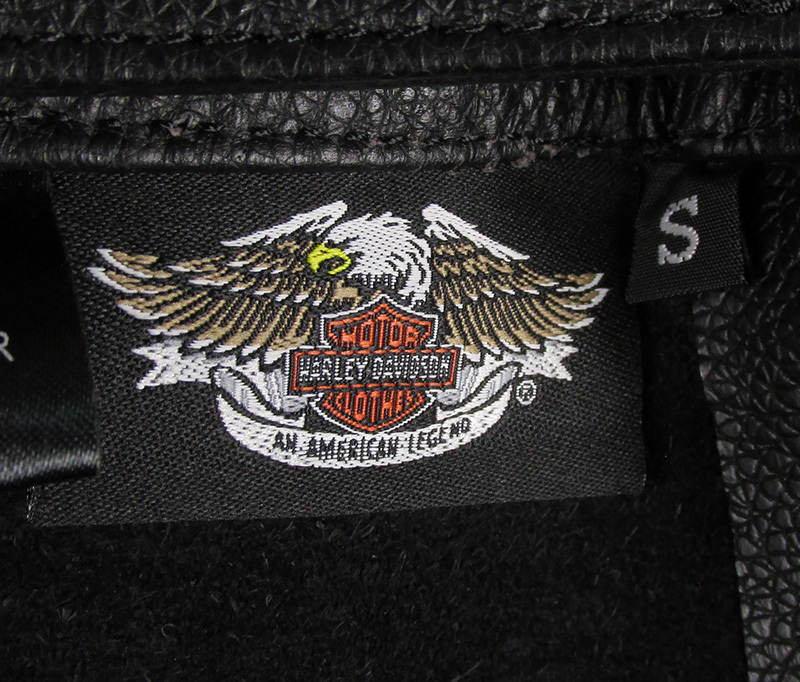 S
R
MOTOR
HARLEY-DAVIDSON
CLOTHES
®
AN AMERICAN LEGEND